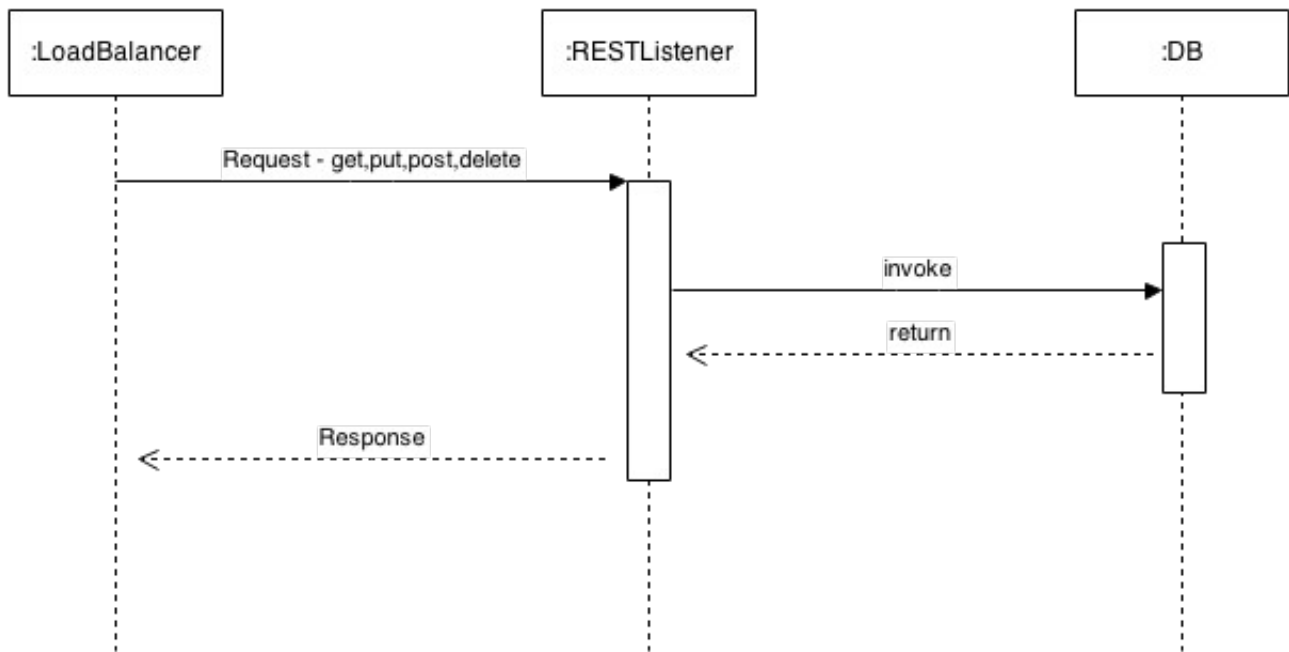 :LoadBalancer
:RESTListener
:DB
Request - get,put,post,delete
invoke
return
Response